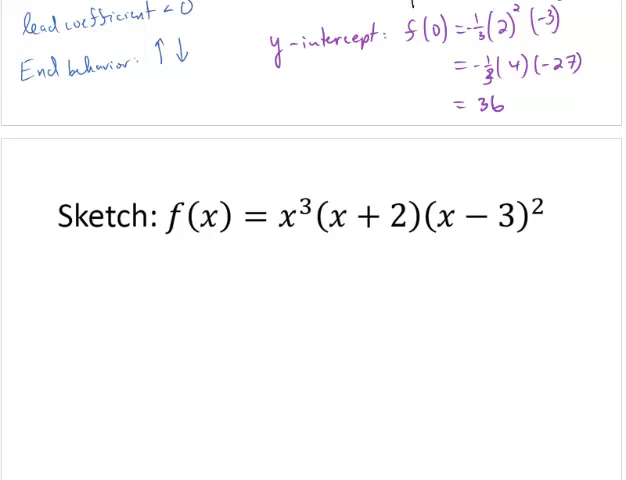 lead coefficient < 0
End behavior: ↑ ↓
y-intercept: f(0) = -1/3(2)²(-3)
= -1/3(4)(-27)
= 36
Sketch: f(x) = x³(x + 2)(x − 3)²